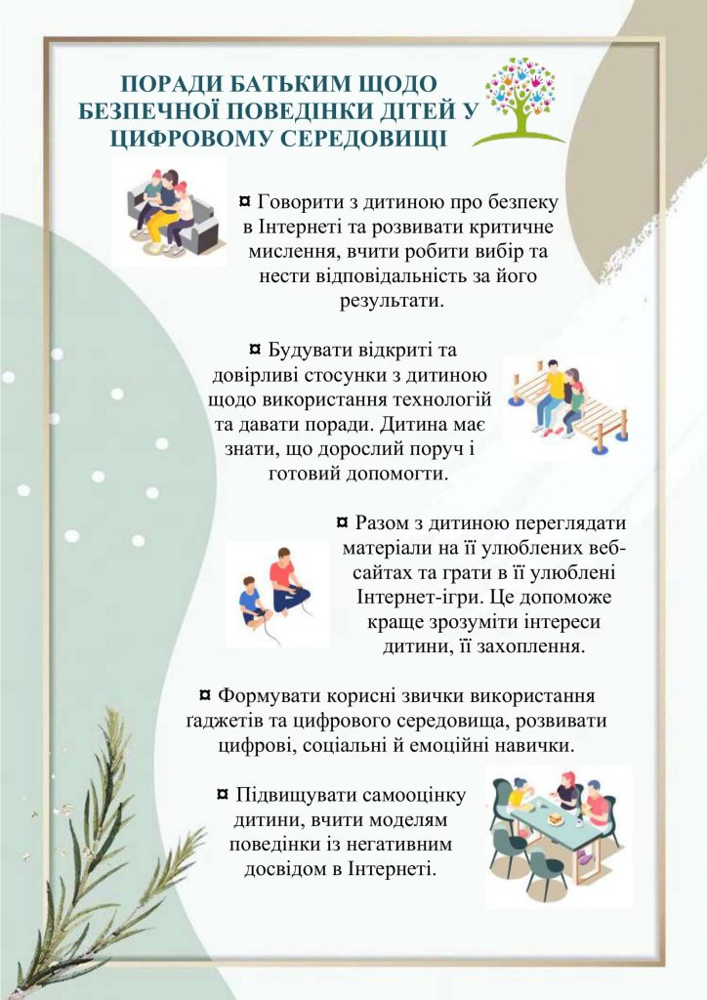 ПОРАДИ БАТЬКИМ ЩОДО
БЕЗПЕЧНОЇ ПОВЕДІНКИ ДІТЕЙ У
ЦИФРОВОМУ СЕРЕДОВИЩІ
¤ Говорити з дитиною про безпеку
в Інтернеті та розвивати критичне
мислення, вчити робити вибір та
нести відповідальність за його
результати.
¤ Будувати відкриті та
довірливі стосунки з дитиною
щодо використання технологій
та давати поради. Дитина має
знати, що дорослий поруч і
готовий допомогти.
¤ Разом з дитиною переглядати
матеріали на її улюблених веб-
сайтах та грати в її улюблені
Інтернет-ігри. Це допоможе
краще зрозуміти інтереси
дитини, її захоплення.
¤ Формувати корисні звички використання
ґаджетів та цифрового середовища, розвивати
цифрові, соціальні й емоційні навички.
¤ Підвищувати самооцінку
дитини, вчити моделям
поведінки із негативним
досвідом в Інтернеті.